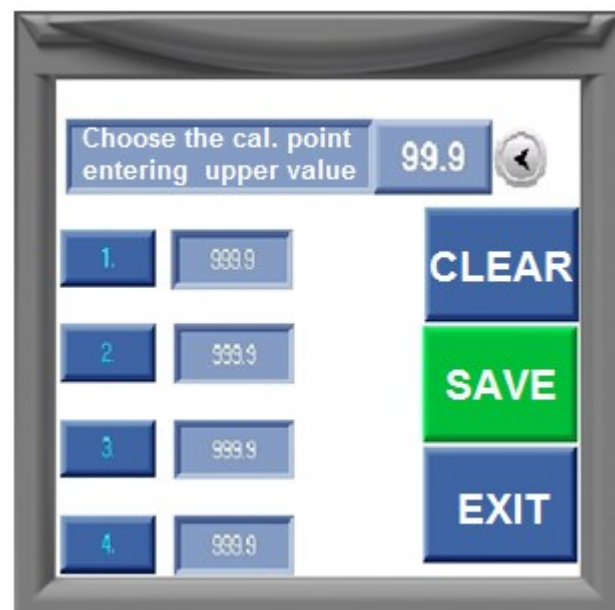 Choose the cal. point
entering upper value
99.9
1.
999.9
CLEAR
2.
999.9
SAVE
3.
999.9
EXIT
4.
999.9